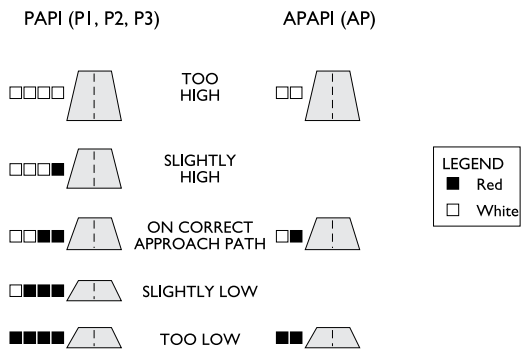 PAPI (P1, P2, P3)
APAPI (AP)
TOO
HIGH
SLIGHTLY
HIGH
LEGEND
Red
White
ON CORRECT
APPROACH PATH
SLIGHTLY LOW
TOO LOW